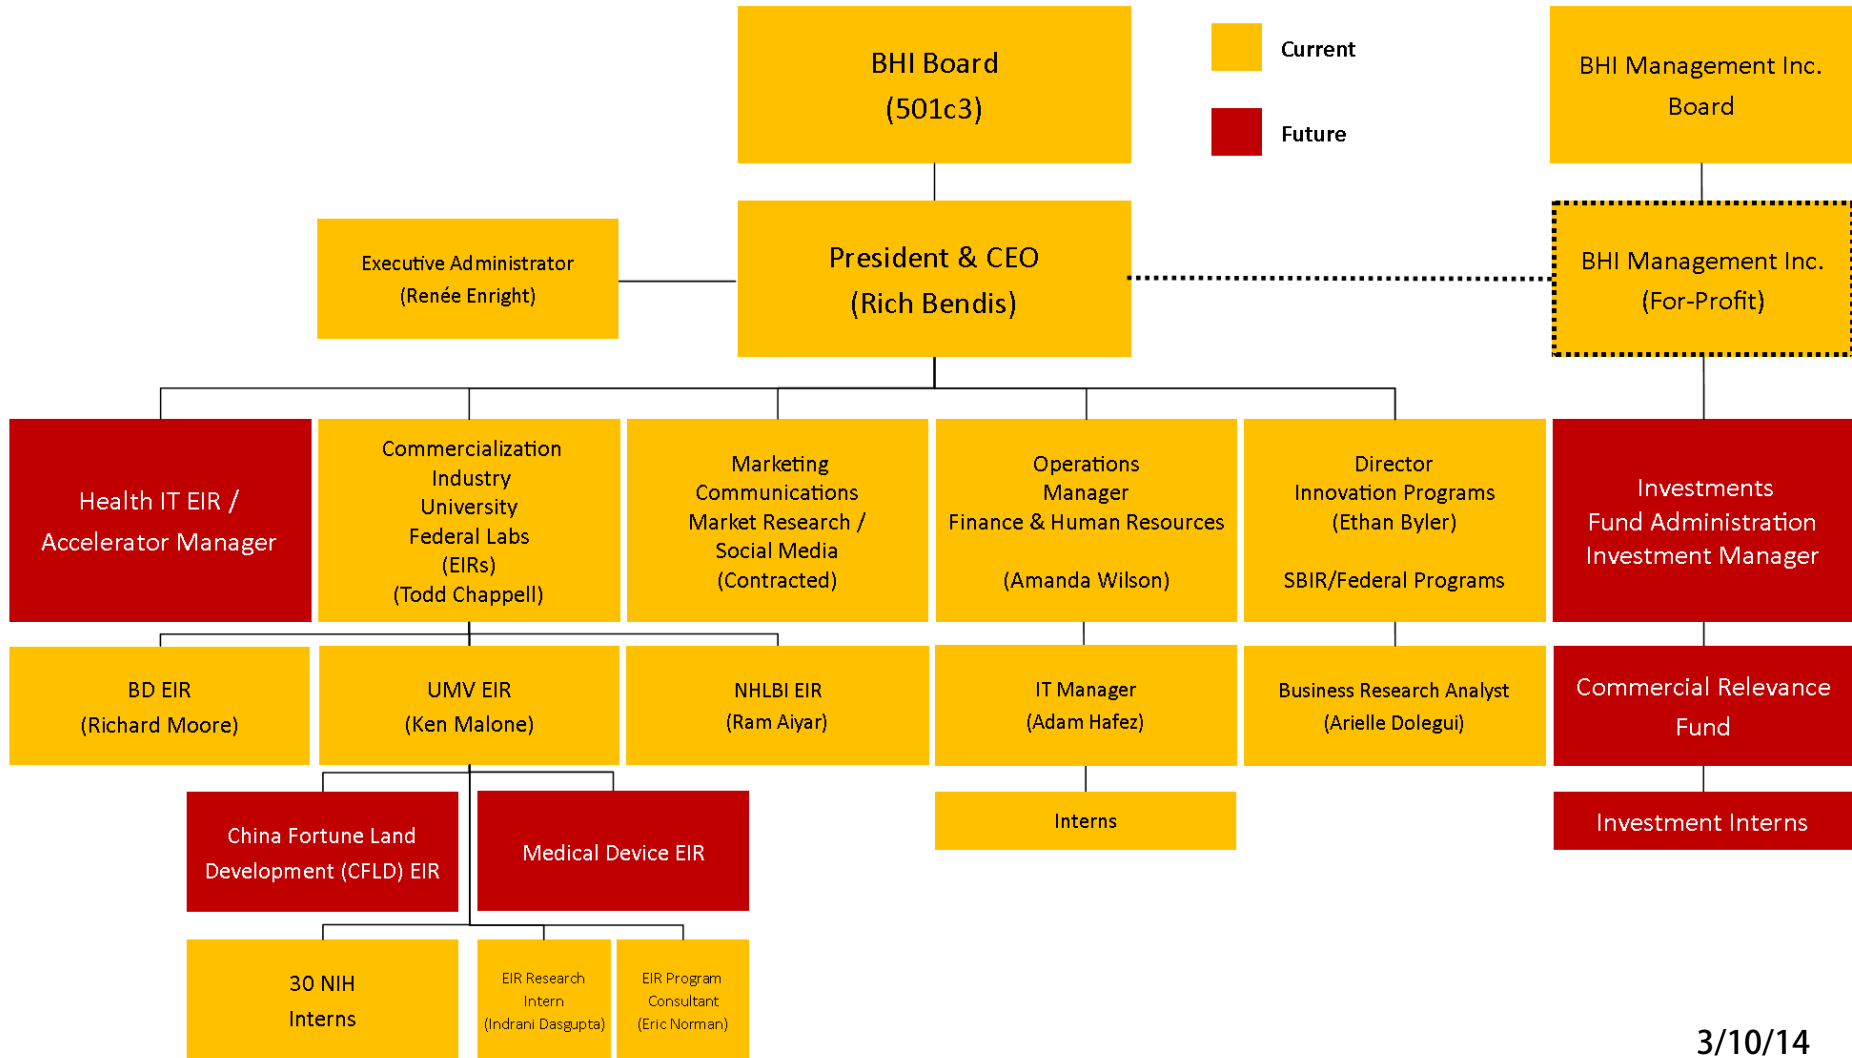 BHI Board
(501c3)
Current
Future
BHI Management Inc.
Board
Executive Administrator
(Renée Enright)
President & CEO
(Rich Bendis)
BHI Management Inc.
(For-Profit)
Health IT EIR /
Accelerator Manager
Commercialization
Industry
University
Federal Labs
(EIRs)
(Todd Chappell)
Marketing
Communications
Market Research /
Social Media
(Contracted)
Operations
Manager
Finance & Human Resources
(Amanda Wilson)
Director
Innovation Programs
(Ethan Byler)
SBIR/Federal Programs
Investments
Fund Administration
Investment Manager
BD EIR
(Richard Moore)
UMV EIR
(Ken Malone)
NHLBI EIR
(Ram Aiyar)
IT Manager
(Adam Hafez)
Business Research Analyst
(Arielle Dolegui)
Commercial Relevance
Fund
China Fortune Land
Development (CFLD) EIR
Medical Device EIR
Interns
Investment Interns
30 NIH
Interns
EIR Research
Intern
(Indrani Dasgupta)
EIR Program
Consultant
(Eric Norman)
3/10/14